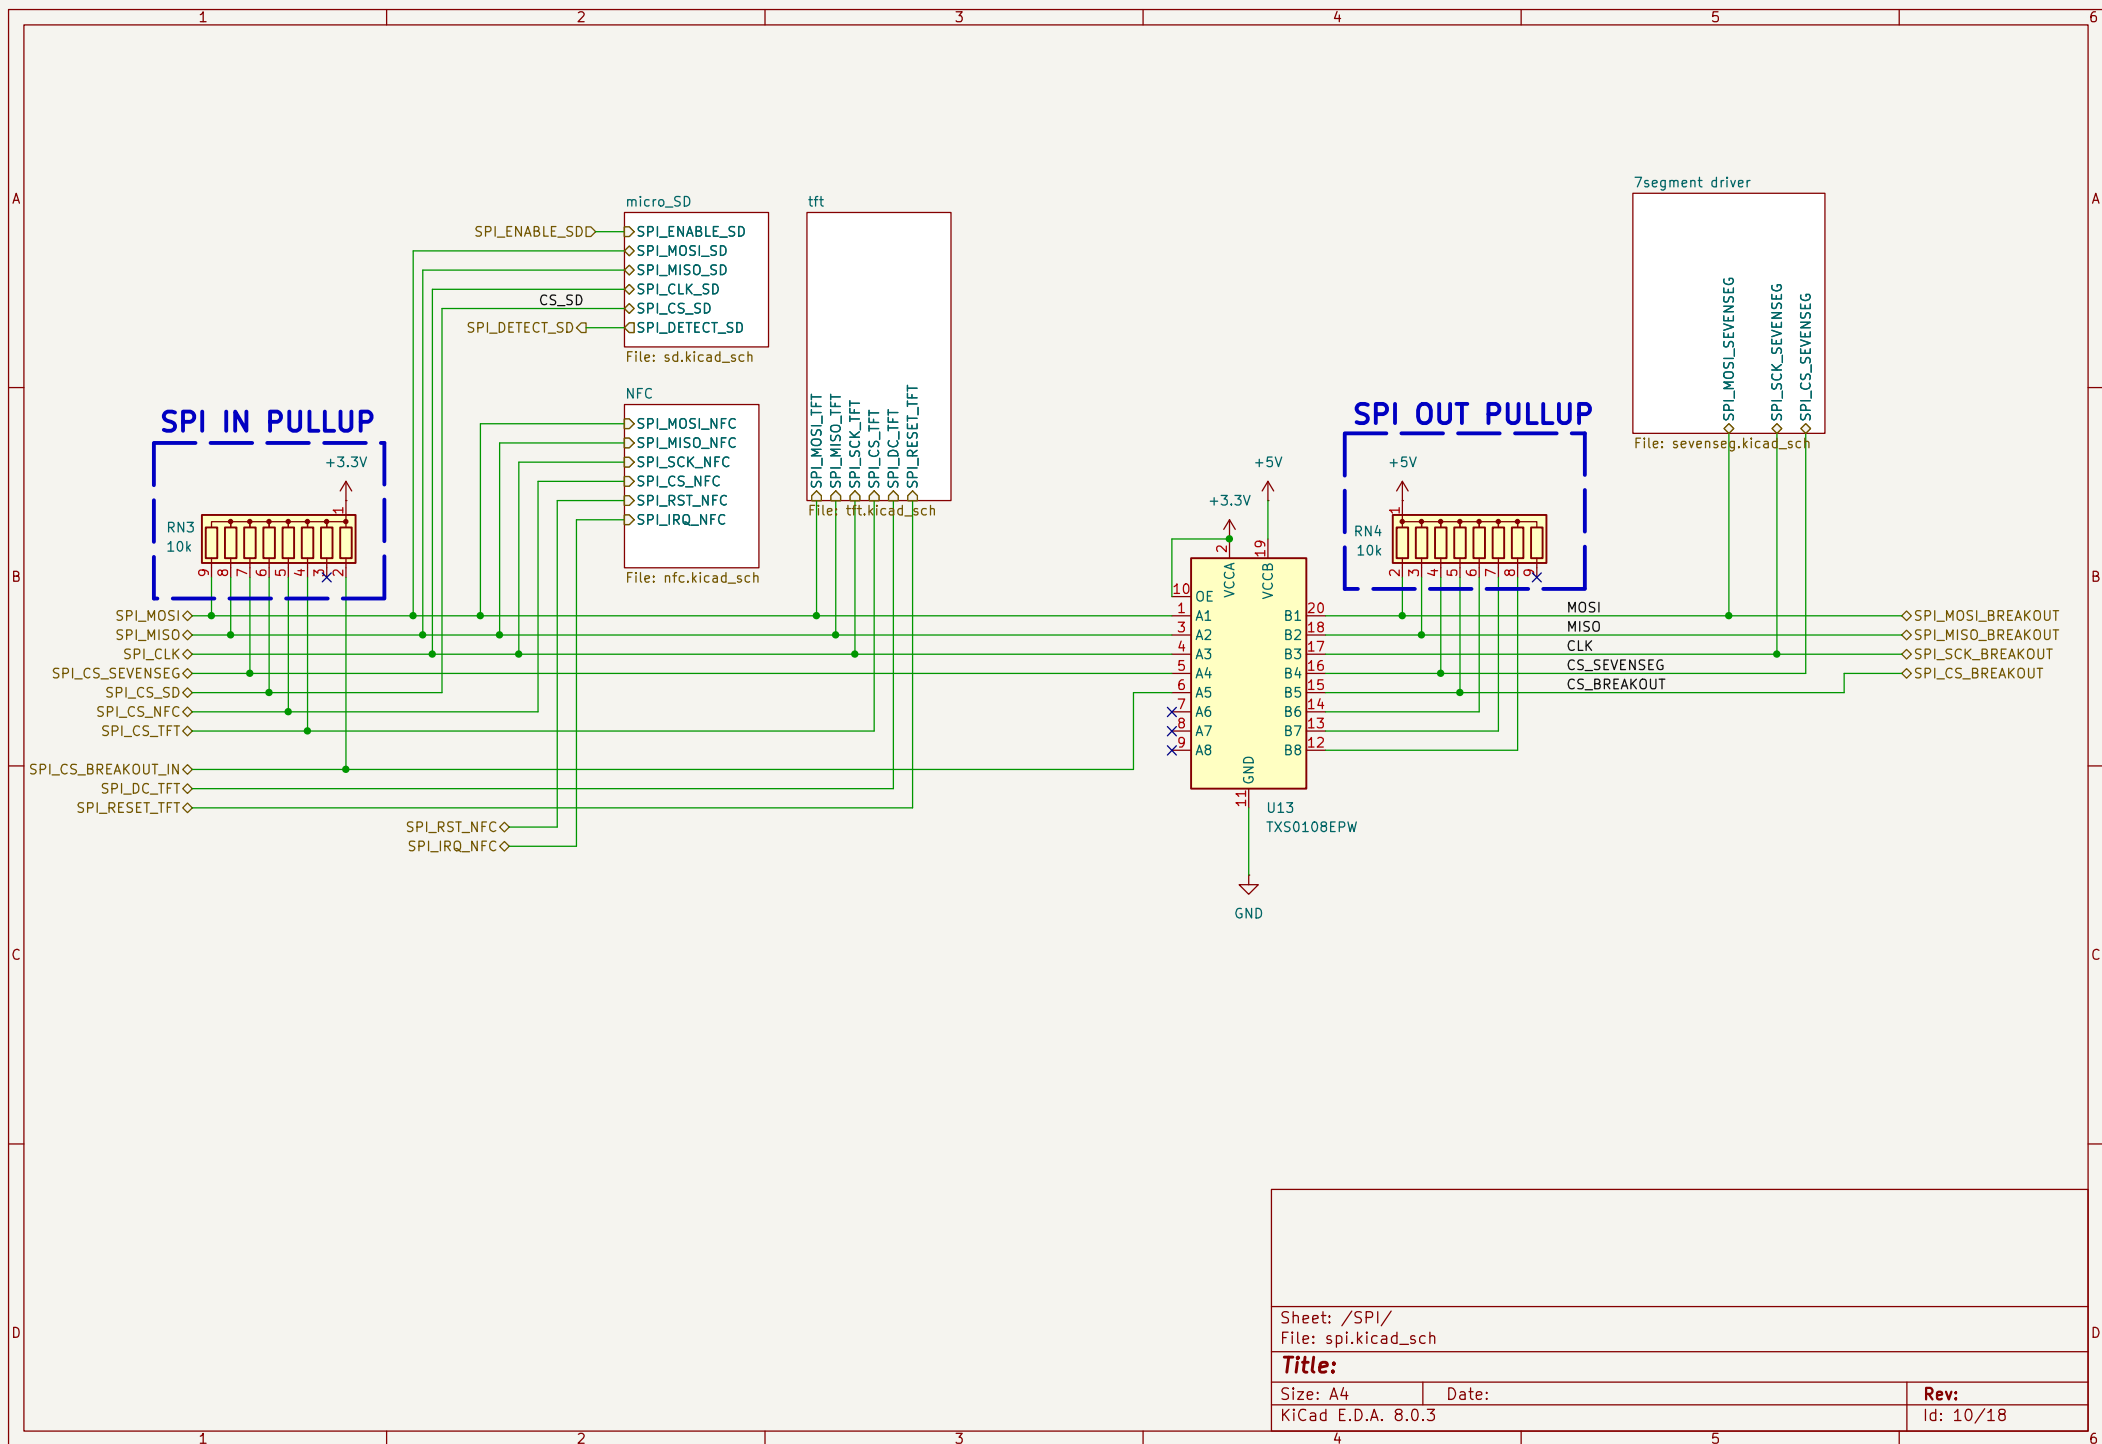 1 2 3 4 5 6
A A
B B
C C
D D
1 2 3 4 5 6
micro_SD
SPI_ENABLE_SD
SPI_ENABLE_SD
SPI_MOSI_SD
SPI_MISO_SD
SPI_CLK_SD
CS_SD
SPI_CS_SD
SPI_DETECT_SD
SPI_DETECT_SD
File: sd.kicad_sch
NFC
SPI_MOSI_NFC
SPI_MISO_NFC
SPI_SCK_NFC
SPI_CS_NFC
SPI_RST_NFC
SPI_IRQ_NFC
File: nfc.kicad_sch
tft
SPI_MOSI_TFT
SPI_MISO_TFT
SPI_SCK_TFT
SPI_CS_TFT
SPI_DC_TFT
SPI_RESET_TFT
File: tft.kicad_sch
7segment driver
SPI_MOSI_SEVENSEG
SPI_SCK_SEVENSEG
SPI_CS_SEVENSEG
File: sevenseg.kicad_sch
SPI IN PULLUP
+3.3V
1
RN3
10k
9 8 7 6 5 4 3 2
SPI_MOSI
SPI_MISO
SPI_CLK
SPI_CS_SEVENSEG
SPI_CS_SD
SPI_CS_NFC
SPI_CS_TFT
SPI_CS_BREAKOUT_IN
SPI_DC_TFT
SPI_RESET_TFT
SPI_RST_NFC
SPI_IRQ_NFC
+5V
+3.3V
2 19
VCCA VCCB
10 OE
1 A1 B1 20
3 A2 B2 18
4 A3 B3 17
5 A4 B4 16
6 A5 B5 15
7 A6 B6 14
8 A7 B7 13
9 A8 B8 12
GND
11
U13
TXS0108EPW
GND
SPI OUT PULLUP
+5V
1
RN4
10k
2 3 4 5 6 7 8 9
MOSI
MISO
CLK
CS_SEVENSEG
CS_BREAKOUT
SPI_MOSI_BREAKOUT
SPI_MISO_BREAKOUT
SPI_SCK_BREAKOUT
SPI_CS_BREAKOUT
Sheet: /SPI/
File: spi.kicad_sch
Title:
Size: A4 Date: Rev:
KiCad E.D.A. 8.0.3 Id: 10/18